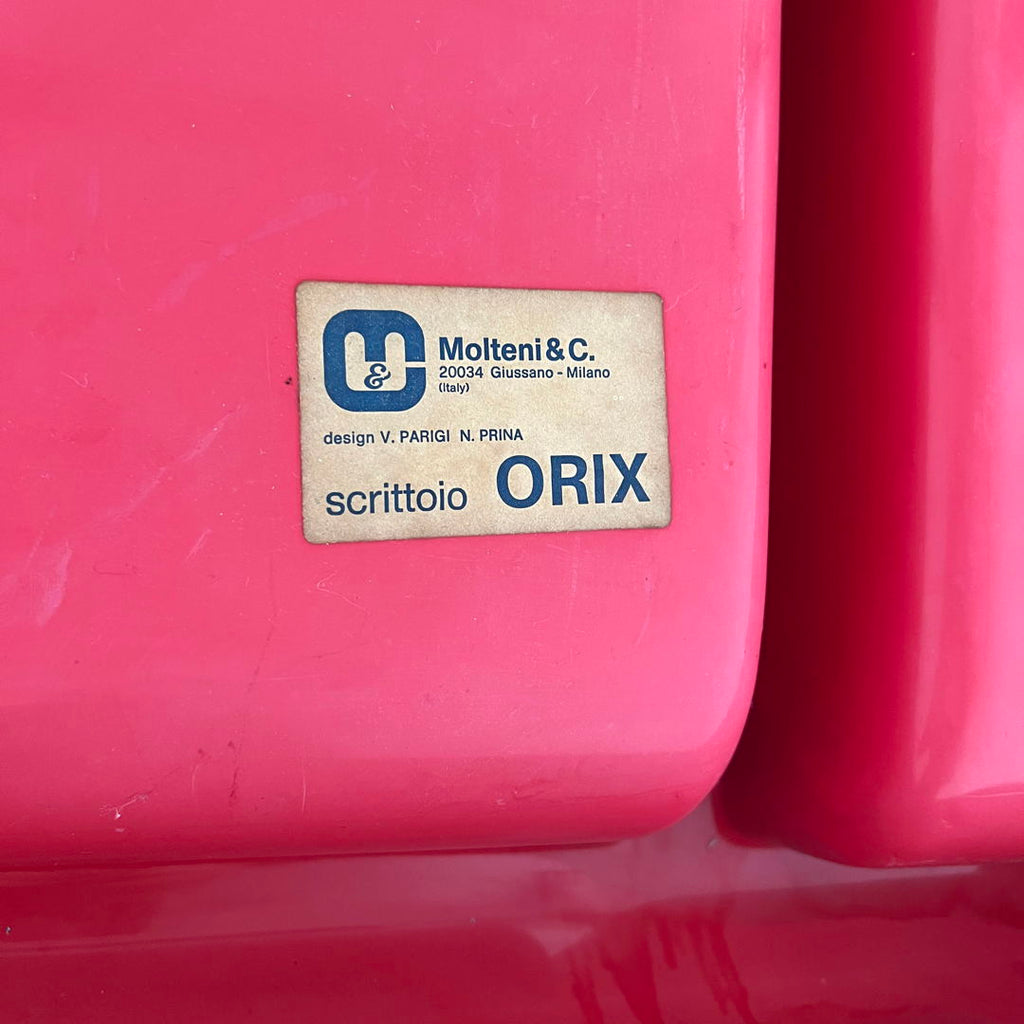 m&c
Molteni & C.
20034 Giussano - Milano
(Italy)
design V. PARIGI N. PRINA
scrittoio ORIX